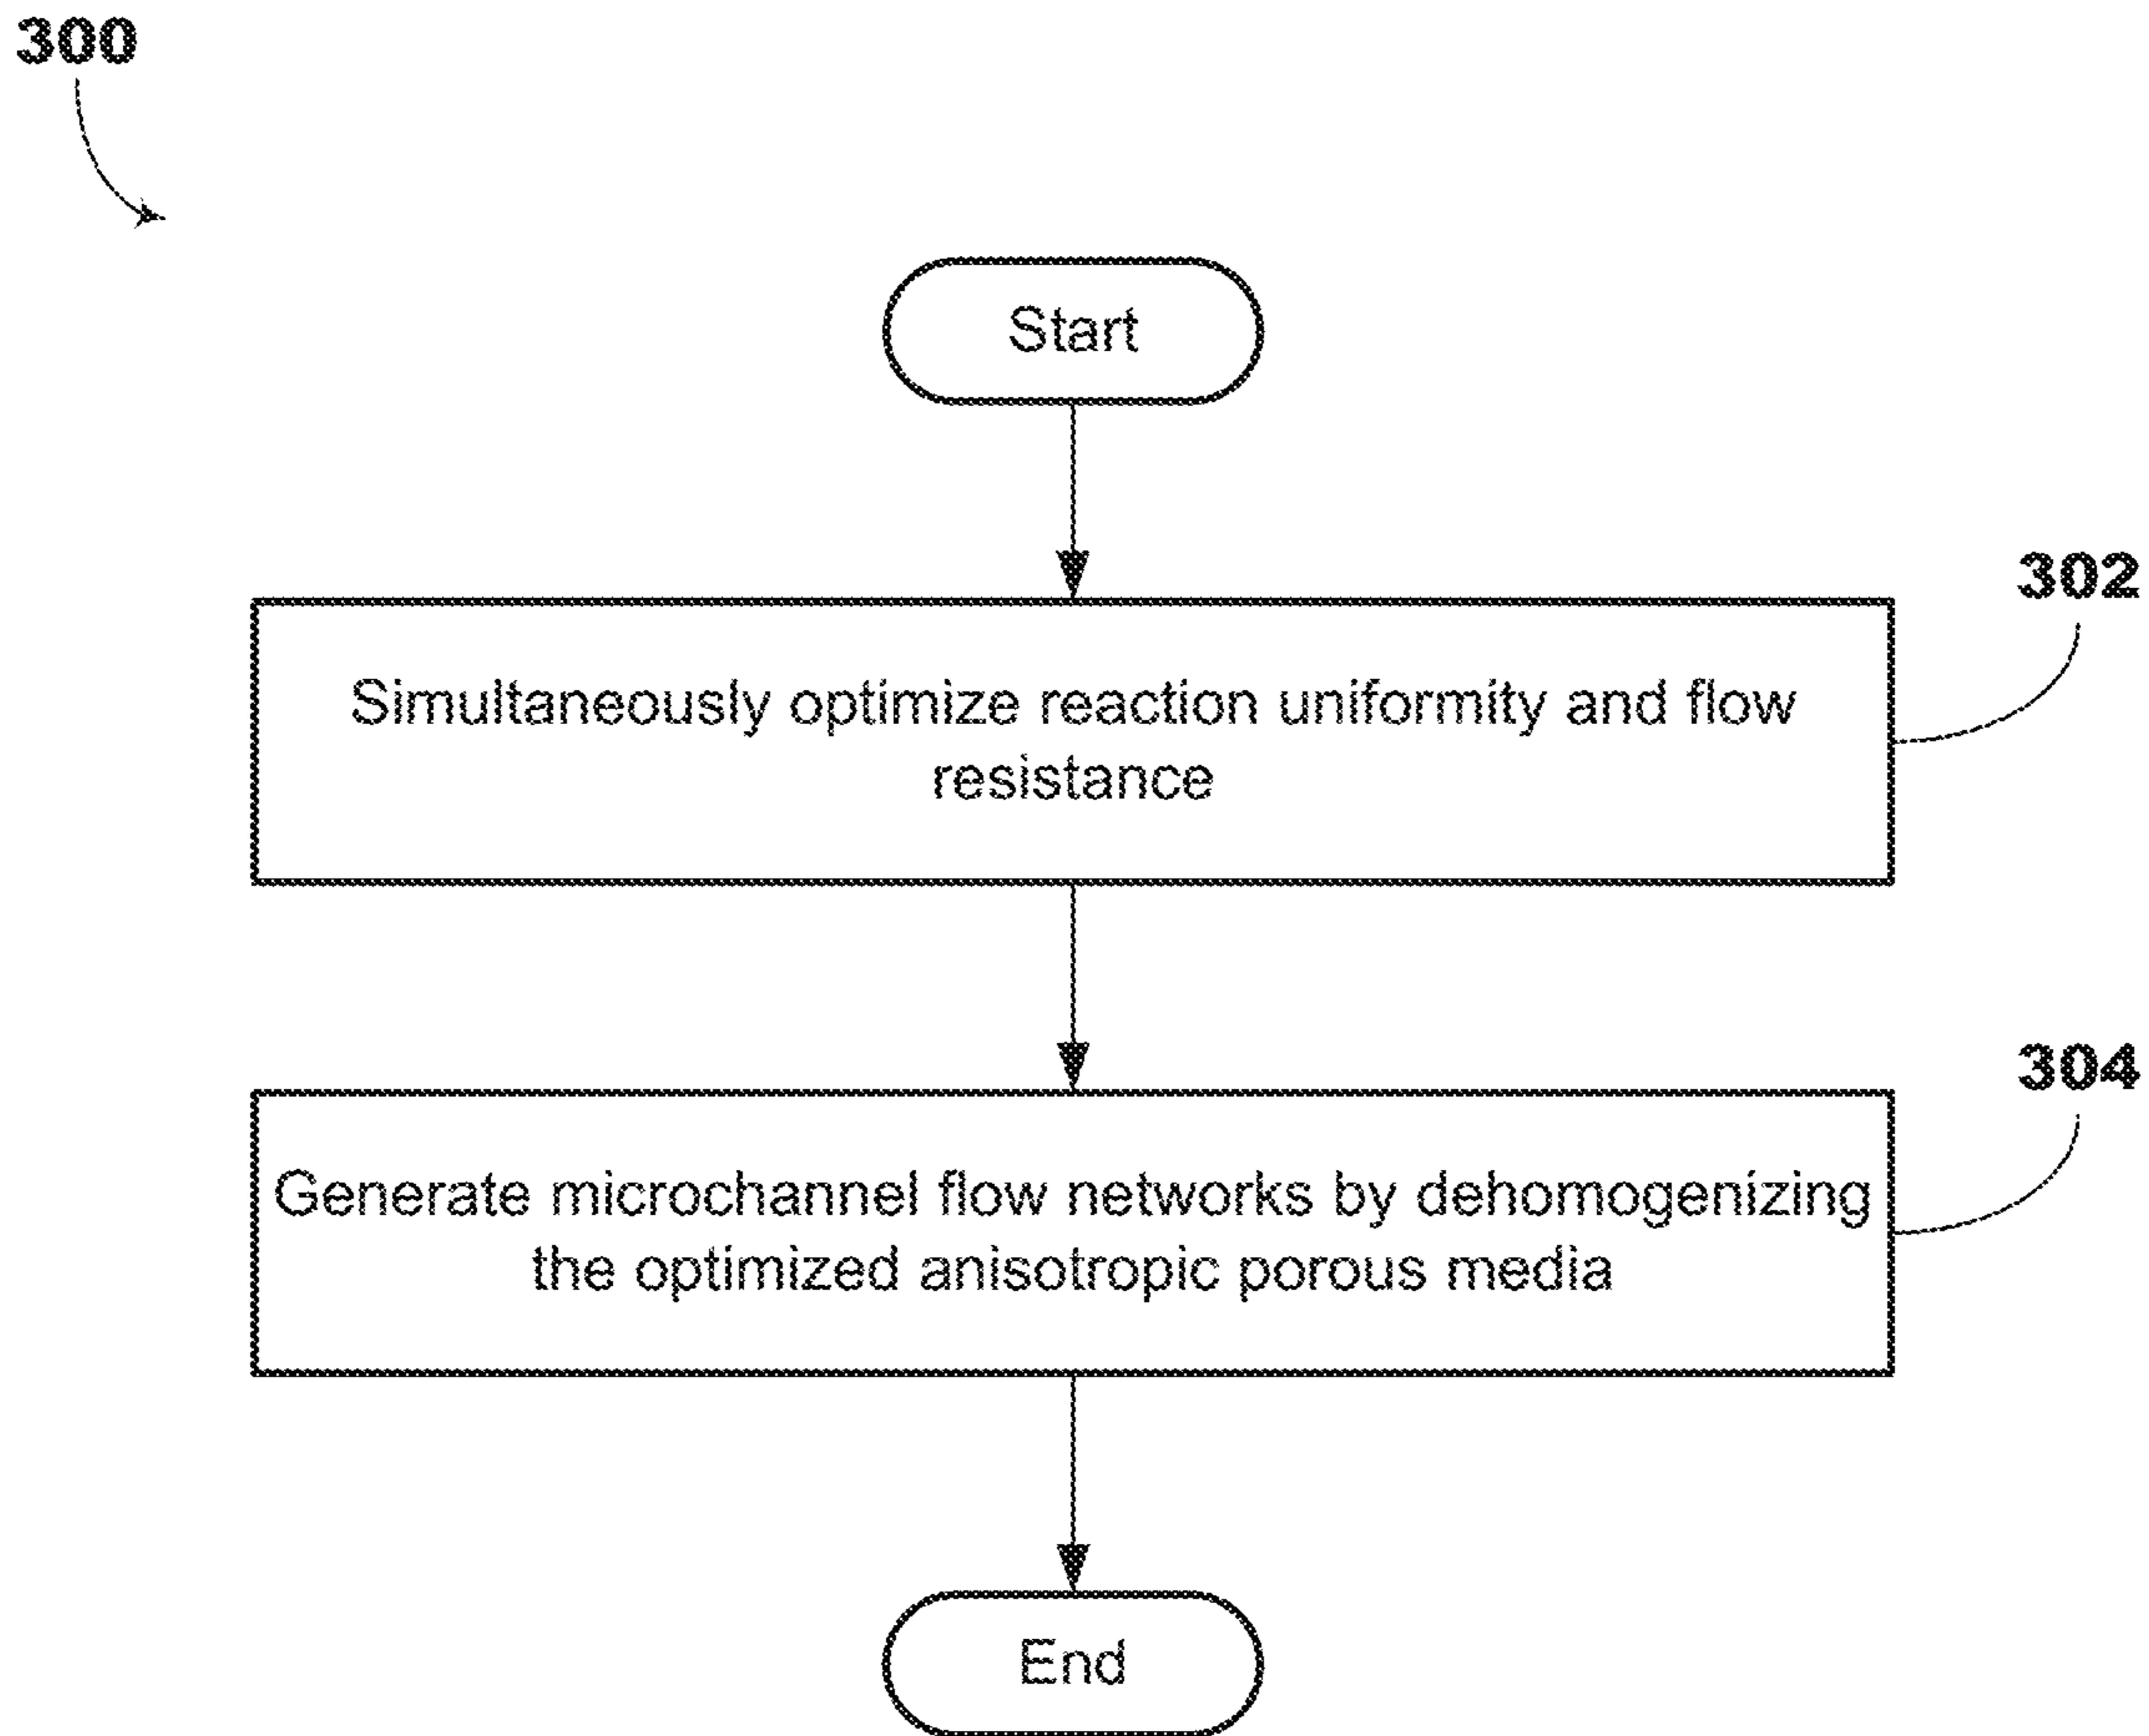 300
Start
302
Simultaneously optimize reaction uniformity and flow
resistance
304
Generate microchannel flow networks by dehomogenizing
the optimized anisotropic porous media
End